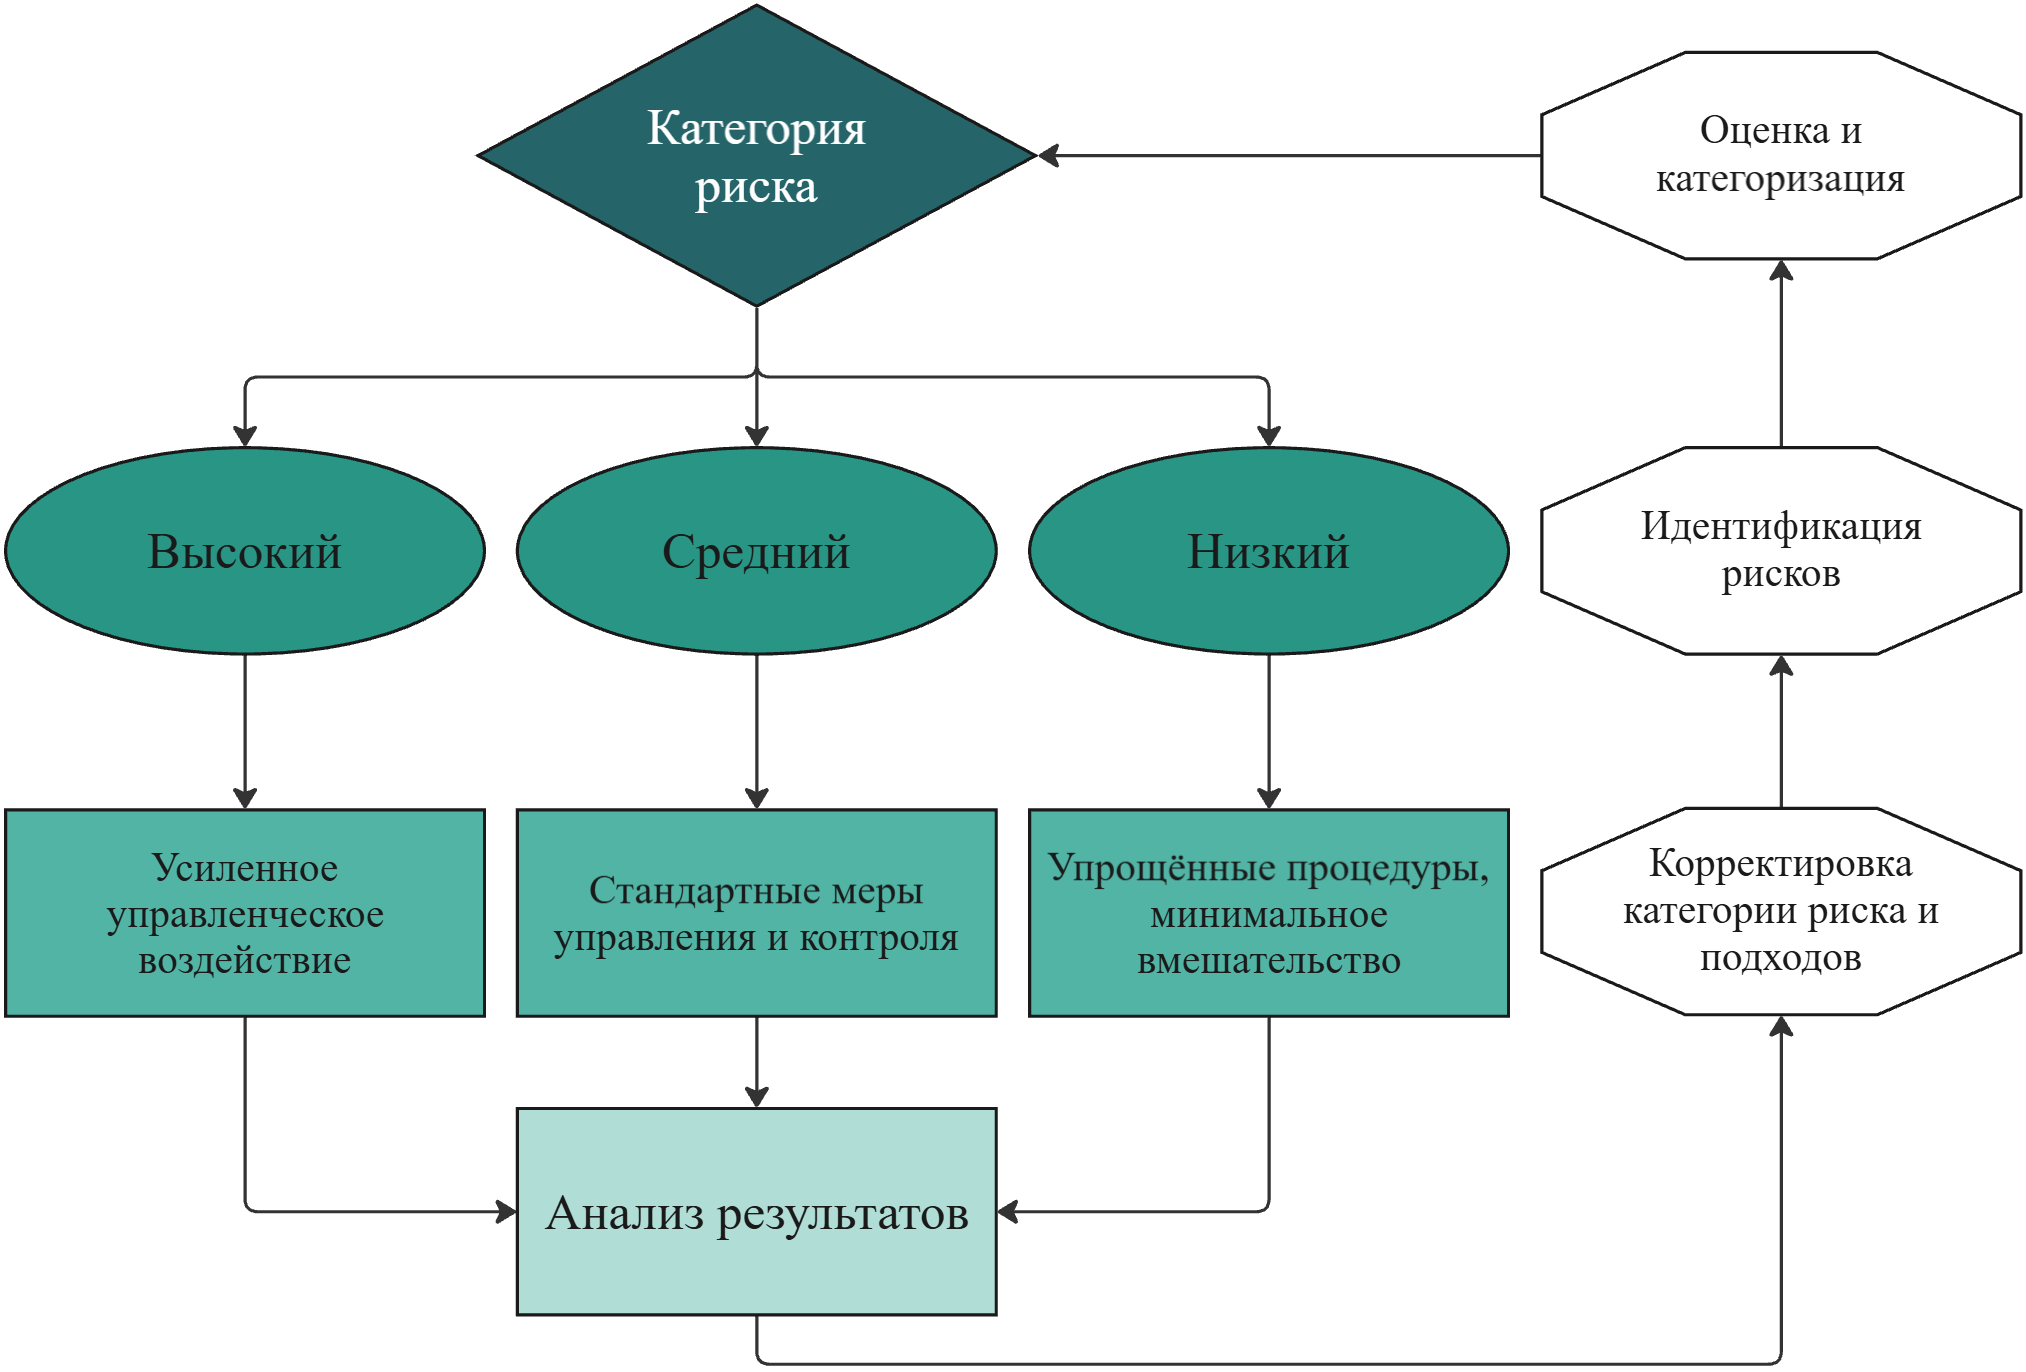 Категория
риска
Оценка и
категоризация
Высокий
Средний
Низкий
Идентификация
рисков
Усиленное
управленческое
воздействие
Стандартные меры
управления и контроля
Упрощённые процедуры,
минимальное
вмешательство
Корректировка
категории риска и
подходов
Анализ результатов